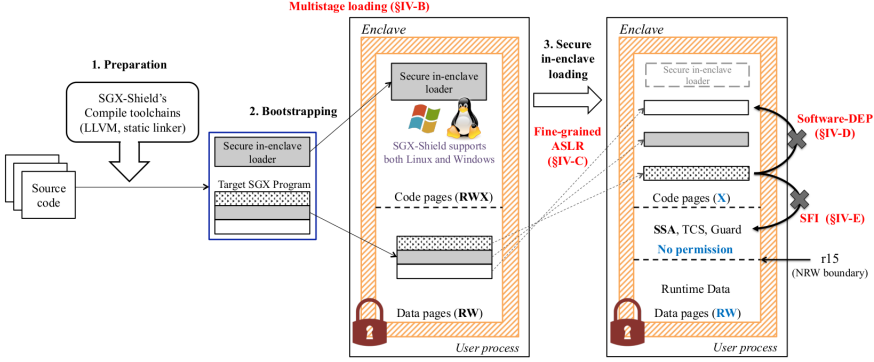 Multistage loading (§IV-B)
1. Preparation
SGX-Shield's
Compile toolchains
(LLVM, static linker)
Source
code
2. Bootstrapping
Secure in-enclave
loader
Target SGX Program
Enclave
Secure in-enclave
loader
SGX-Shield supports
both Linux and Windows
Code pages (RWX)
Data pages (RW)
User process
3. Secure
in-enclave
loading
Fine-grained
ASLR
(§IV-C)
Enclave
Secure in-enclave
loader
Code pages (X)
SSA, TCS, Guard
No permission
Runtime Data
Data pages (RW)
User process
Software-DEP
(§IV-D)
SFI (§IV-E)
r15
(NRW boundary)